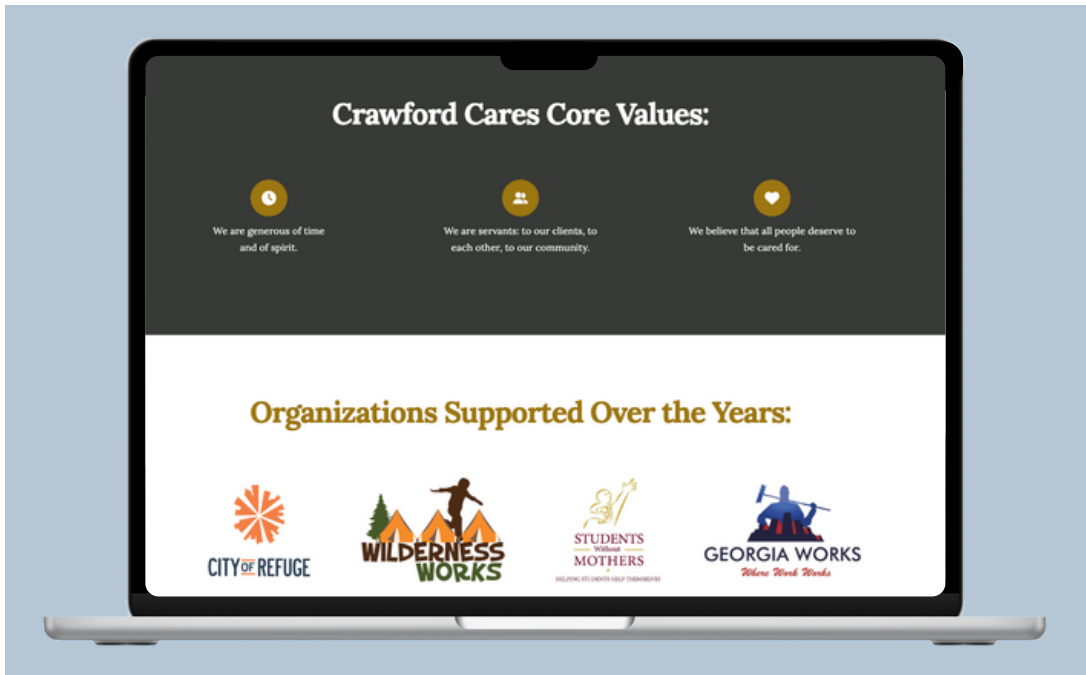 Crawford Cares Core Values:
We are generous of time
and of spirit.
We are servants: to our clients, to
each other, to our community.
We believe that all people deserve to
be cared for.
Organizations Supported Over the Years:
CITY OF REFUGE
WILDERNESS
WORKS
STUDENTS
Without
MOTHERS
HELPING STUDENTS HELP THEMSELVES
GEORGIA WORKS
Where Work Works